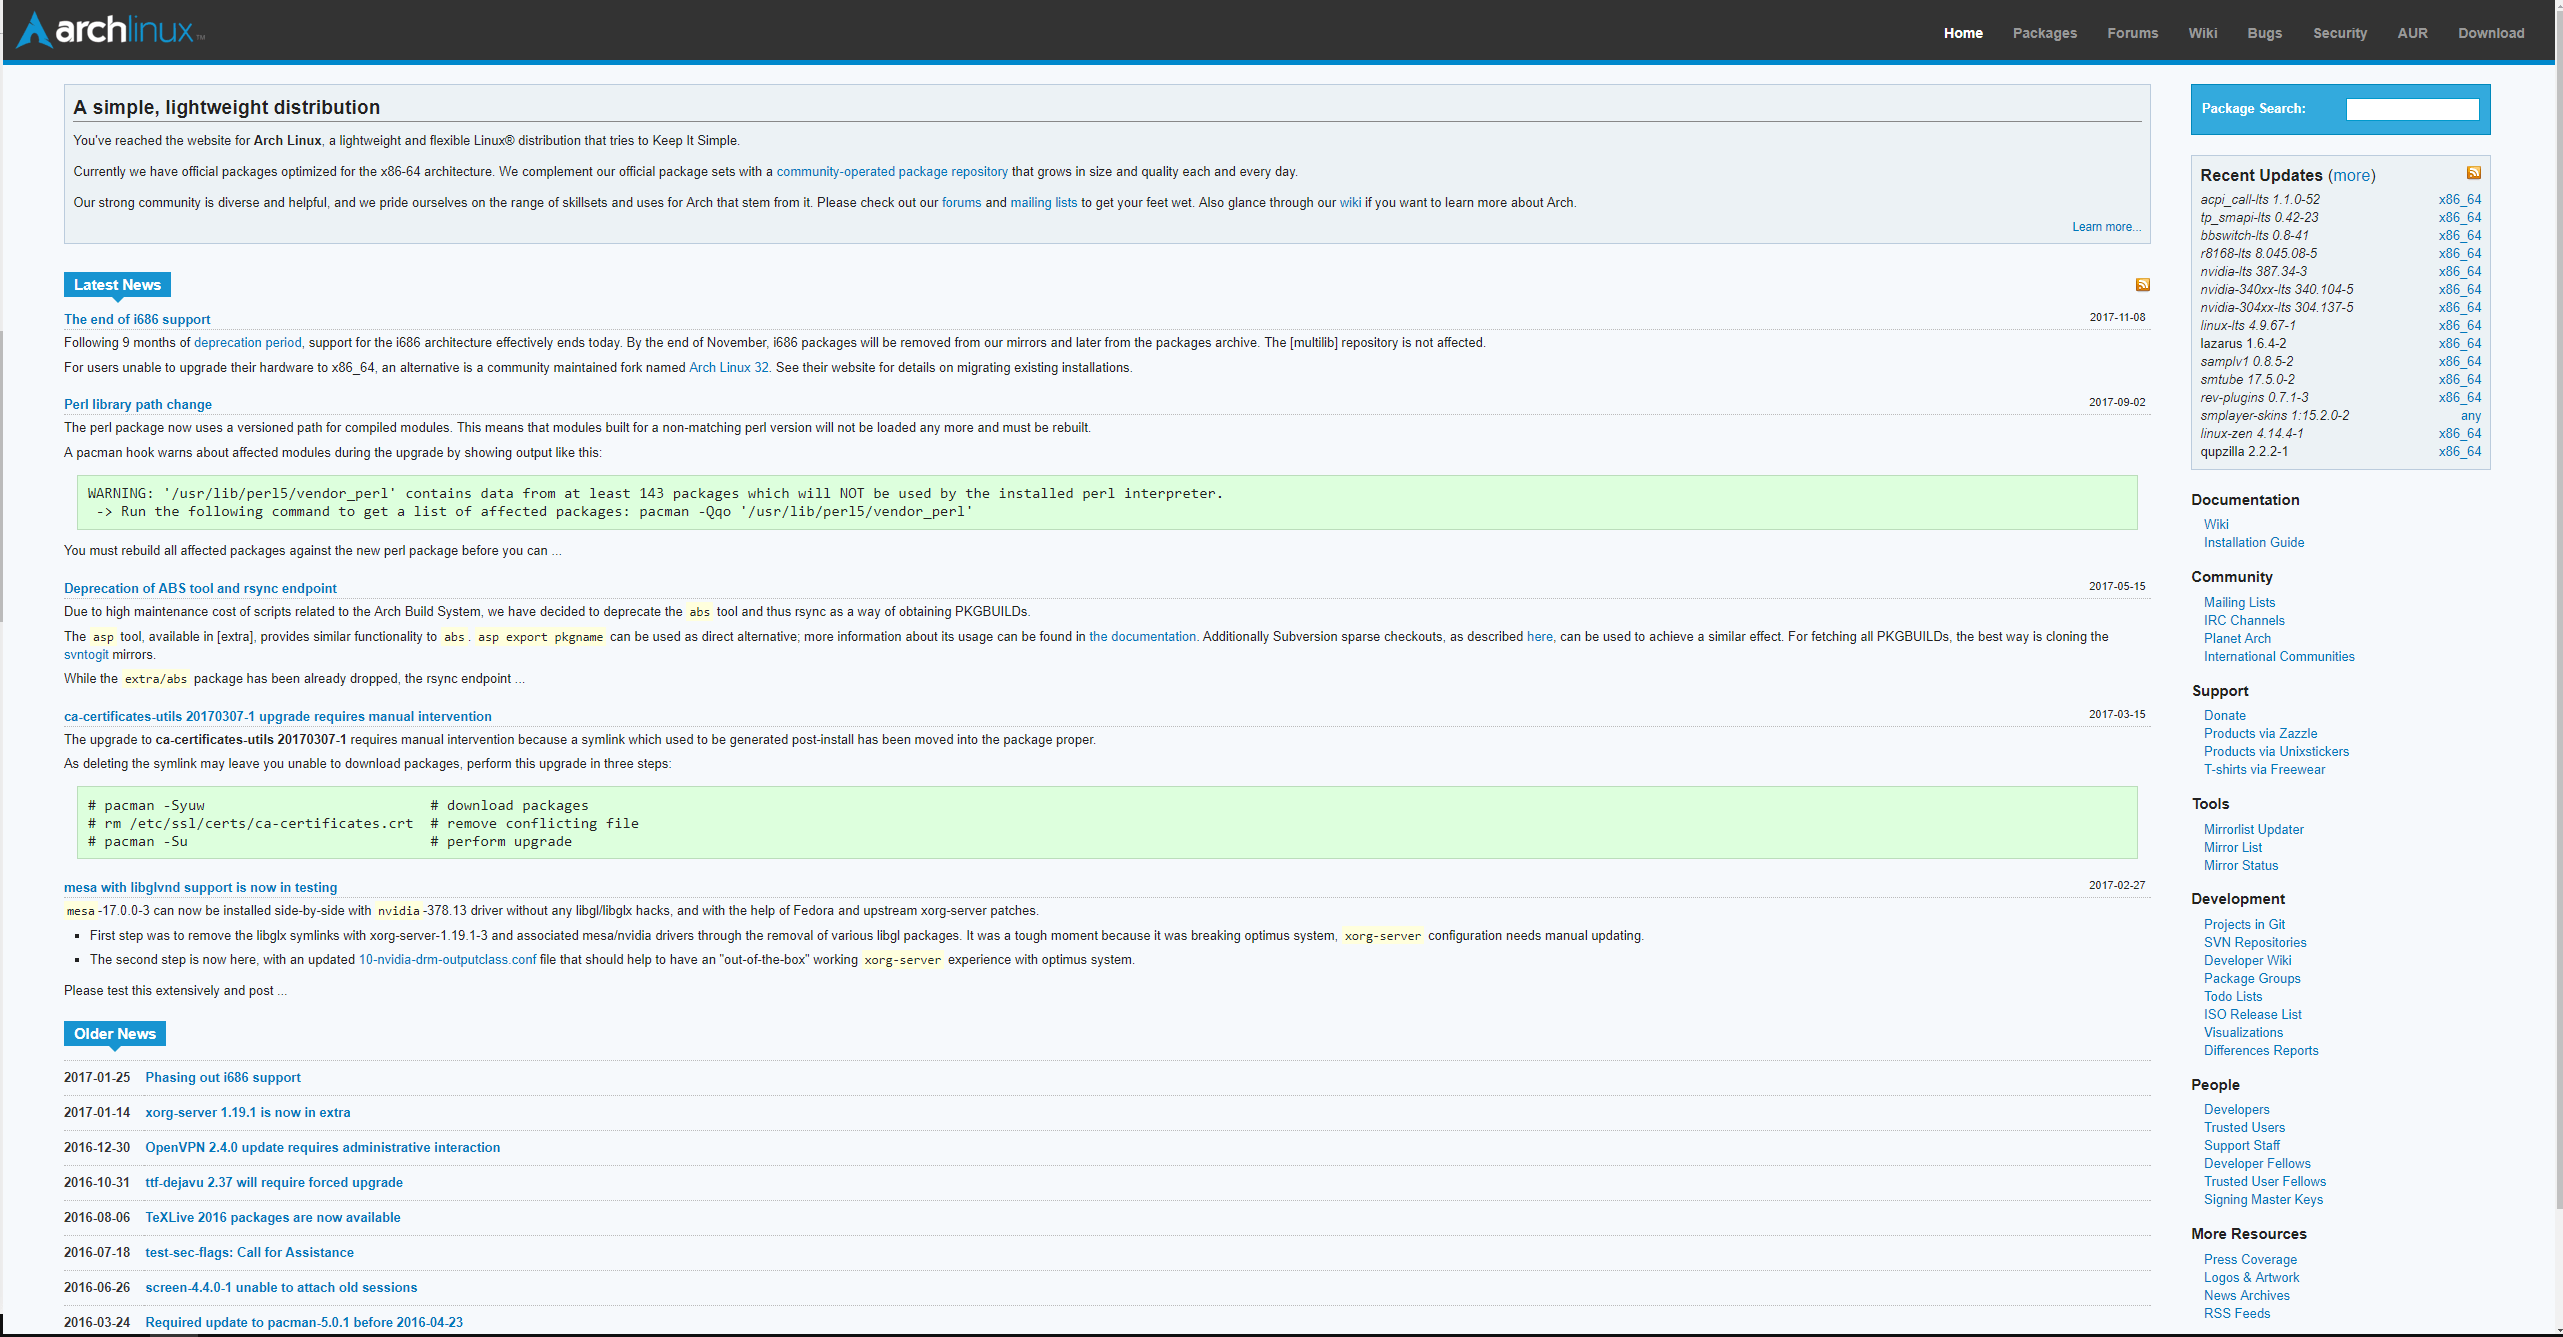 archlinux™
Home Packages Forums Wiki Bugs Security AUR Download
A simple, lightweight distribution
You've reached the website for Arch Linux, a lightweight and flexible Linux® distribution that tries to Keep It Simple.
Currently we have official packages optimized for the x86-64 architecture. We complement our official package sets with a community-operated package repository that grows in size and quality each and every day.
Our strong community is diverse and helpful, and we pride ourselves on the range of skillsets and uses for Arch that stem from it. Please check out our forums and mailing lists to get your feet wet. Also glance through our wiki if you want to learn more about Arch.
Learn more...
Latest News
The end of i686 support 2017-11-08
Following 9 months of deprecation period, support for the i686 architecture effectively ends today. By the end of November, i686 packages will be removed from our mirrors and later from the packages archive. The [multilib] repository is not affected.
For users unable to upgrade their hardware to x86_64, an alternative is a community maintained fork named Arch Linux 32. See their website for details on migrating existing installations.
Perl library path change 2017-09-02
The perl package now uses a versioned path for compiled modules. This means that modules built for a non-matching perl version will not be loaded any more and must be rebuilt.
A pacman hook warns about affected modules during the upgrade by showing output like this:
WARNING: '/usr/lib/perl5/vendor_perl' contains data from at least 143 packages which will NOT be used by the installed perl interpreter.
-> Run the following command to get a list of affected packages: pacman -Qqo '/usr/lib/perl5/vendor_perl'
You must rebuild all affected packages against the new perl package before you can ...
Deprecation of ABS tool and rsync endpoint 2017-05-15
Due to high maintenance cost of scripts related to the Arch Build System, we have decided to deprecate the abs tool and thus rsync as a way of obtaining PKGBUILDs.
The asp tool, available in [extra], provides similar functionality to abs. asp export pkgname can be used as direct alternative; more information about its usage can be found in the documentation. Additionally Subversion sparse checkouts, as described here, can be used to achieve a similar effect. For fetching all PKGBUILDs, the best way is cloning the
svntogit mirrors.
While the extra/abs package has been already dropped, the rsync endpoint ...
ca-certificates-utils 20170307-1 upgrade requires manual intervention 2017-03-15
The upgrade to ca-certificates-utils 20170307-1 requires manual intervention because a symlink which used to be generated post-install has been moved into the package proper.
As deleting the symlink may leave you unable to download packages, perform this upgrade in three steps:
# pacman -Syuw # download packages
# rm /etc/ssl/certs/ca-certificates.crt # remove conflicting file
# pacman -Su # perform upgrade
mesa with libglvnd support is now in testing 2017-02-27
mesa-17.0.0-3 can now be installed side-by-side with nvidia-378.13 driver without any libgl/libglx hacks, and with the help of Fedora and upstream xorg-server patches.
▪ First step was to remove the libglx symlinks with xorg-server-1.19.1-3 and associated mesa/nvidia drivers through the removal of various libgl packages. It was a tough moment because it was breaking optimus system, xorg-server configuration needs manual updating.
▪ The second step is now here, with an updated 10-nvidia-drm-outputclass.conf file that should help to have an "out-of-the-box" working xorg-server experience with optimus system.
Please test this extensively and post ...
Older News
2017-01-25 Phasing out i686 support
2017-01-14 xorg-server 1.19.1 is now in extra
2016-12-30 OpenVPN 2.4.0 update requires administrative interaction
2016-10-31 ttf-dejavu 2.37 will require forced upgrade
2016-08-06 TeXLive 2016 packages are now available
2016-07-18 test-sec-flags: Call for Assistance
2016-06-26 screen-4.4.0-1 unable to attach old sessions
2016-03-24 Required update to pacman-5.0.1 before 2016-04-23
Package Search:
Recent Updates (more)
acpi_call-lts 1.1.0-52 x86_64
tp_smapi-lts 0.42-23 x86_64
bbswitch-lts 0.8-41 x86_64
r8168-lts 8.045.08-5 x86_64
nvidia-lts 387.34-3 x86_64
nvidia-340xx-lts 340.104-5 x86_64
nvidia-304xx-lts 304.137-5 x86_64
linux-lts 4.9.67-1 x86_64
lazarus 1.6.4-2 x86_64
samplv1 0.8.5-2 x86_64
smtube 17.5.0-2 x86_64
rev-plugins 0.7.1-3 x86_64
smplayer-skins 1:15.2.0-2 any
linux-zen 4.14.4-1 x86_64
qupzilla 2.2.2-1 x86_64
Documentation
Wiki
Installation Guide
Community
Mailing Lists
IRC Channels
Planet Arch
International Communities
Support
Donate
Products via Zazzle
Products via Unixstickers
T-shirts via Freewear
Tools
Mirrorlist Updater
Mirror List
Mirror Status
Development
Projects in Git
SVN Repositories
Developer Wiki
Package Groups
Todo Lists
ISO Release List
Visualizations
Differences Reports
People
Developers
Trusted Users
Support Staff
Developer Fellows
Trusted User Fellows
Signing Master Keys
More Resources
Press Coverage
Logos & Artwork
News Archives
RSS Feeds